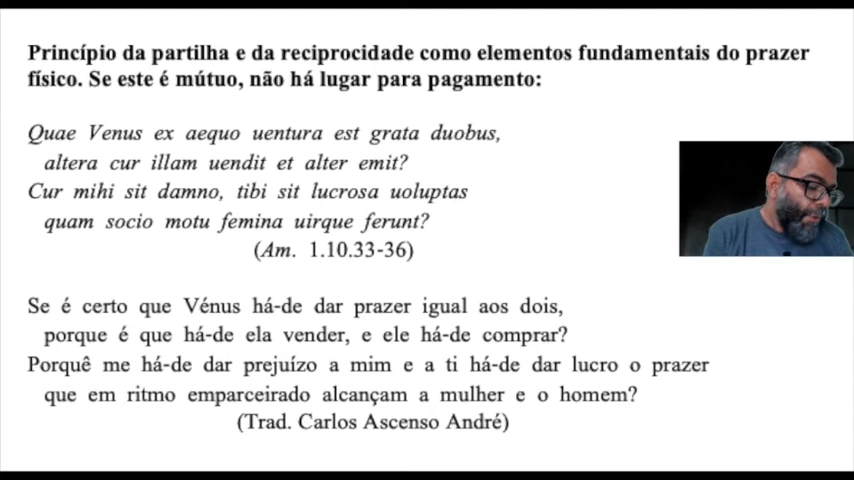 Princípio da partilha e da reciprocidade como elementos fundamentais do prazer
físico. Se este é mútuo, não há lugar para pagamento:
Quae Venus ex aequo uentura est grata duobus,
altera cur illam uendit et alter emit?
Cur mihi sit damno, tibi sit lucrosa uoluptas
quam socio motu femina uirque ferunt?
(Am. 1.10.33-36)
Se é certo que Vénus há-de dar prazer igual aos dois,
porque é que há-de ela vender, e ele há-de comprar?
Porquê me há-de dar prejuízo a mim e a ti há-de dar lucro o prazer
que em ritmo emparceirado alcançam a mulher e o homem?
(Trad. Carlos Ascenso André)